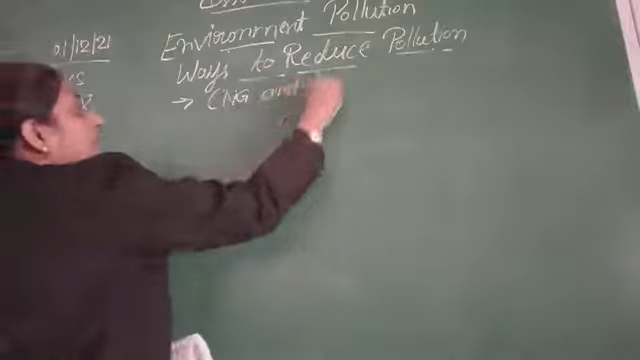 01/12/21
Environment Pollution
Ways to Reduce Pollution
→ CNG and